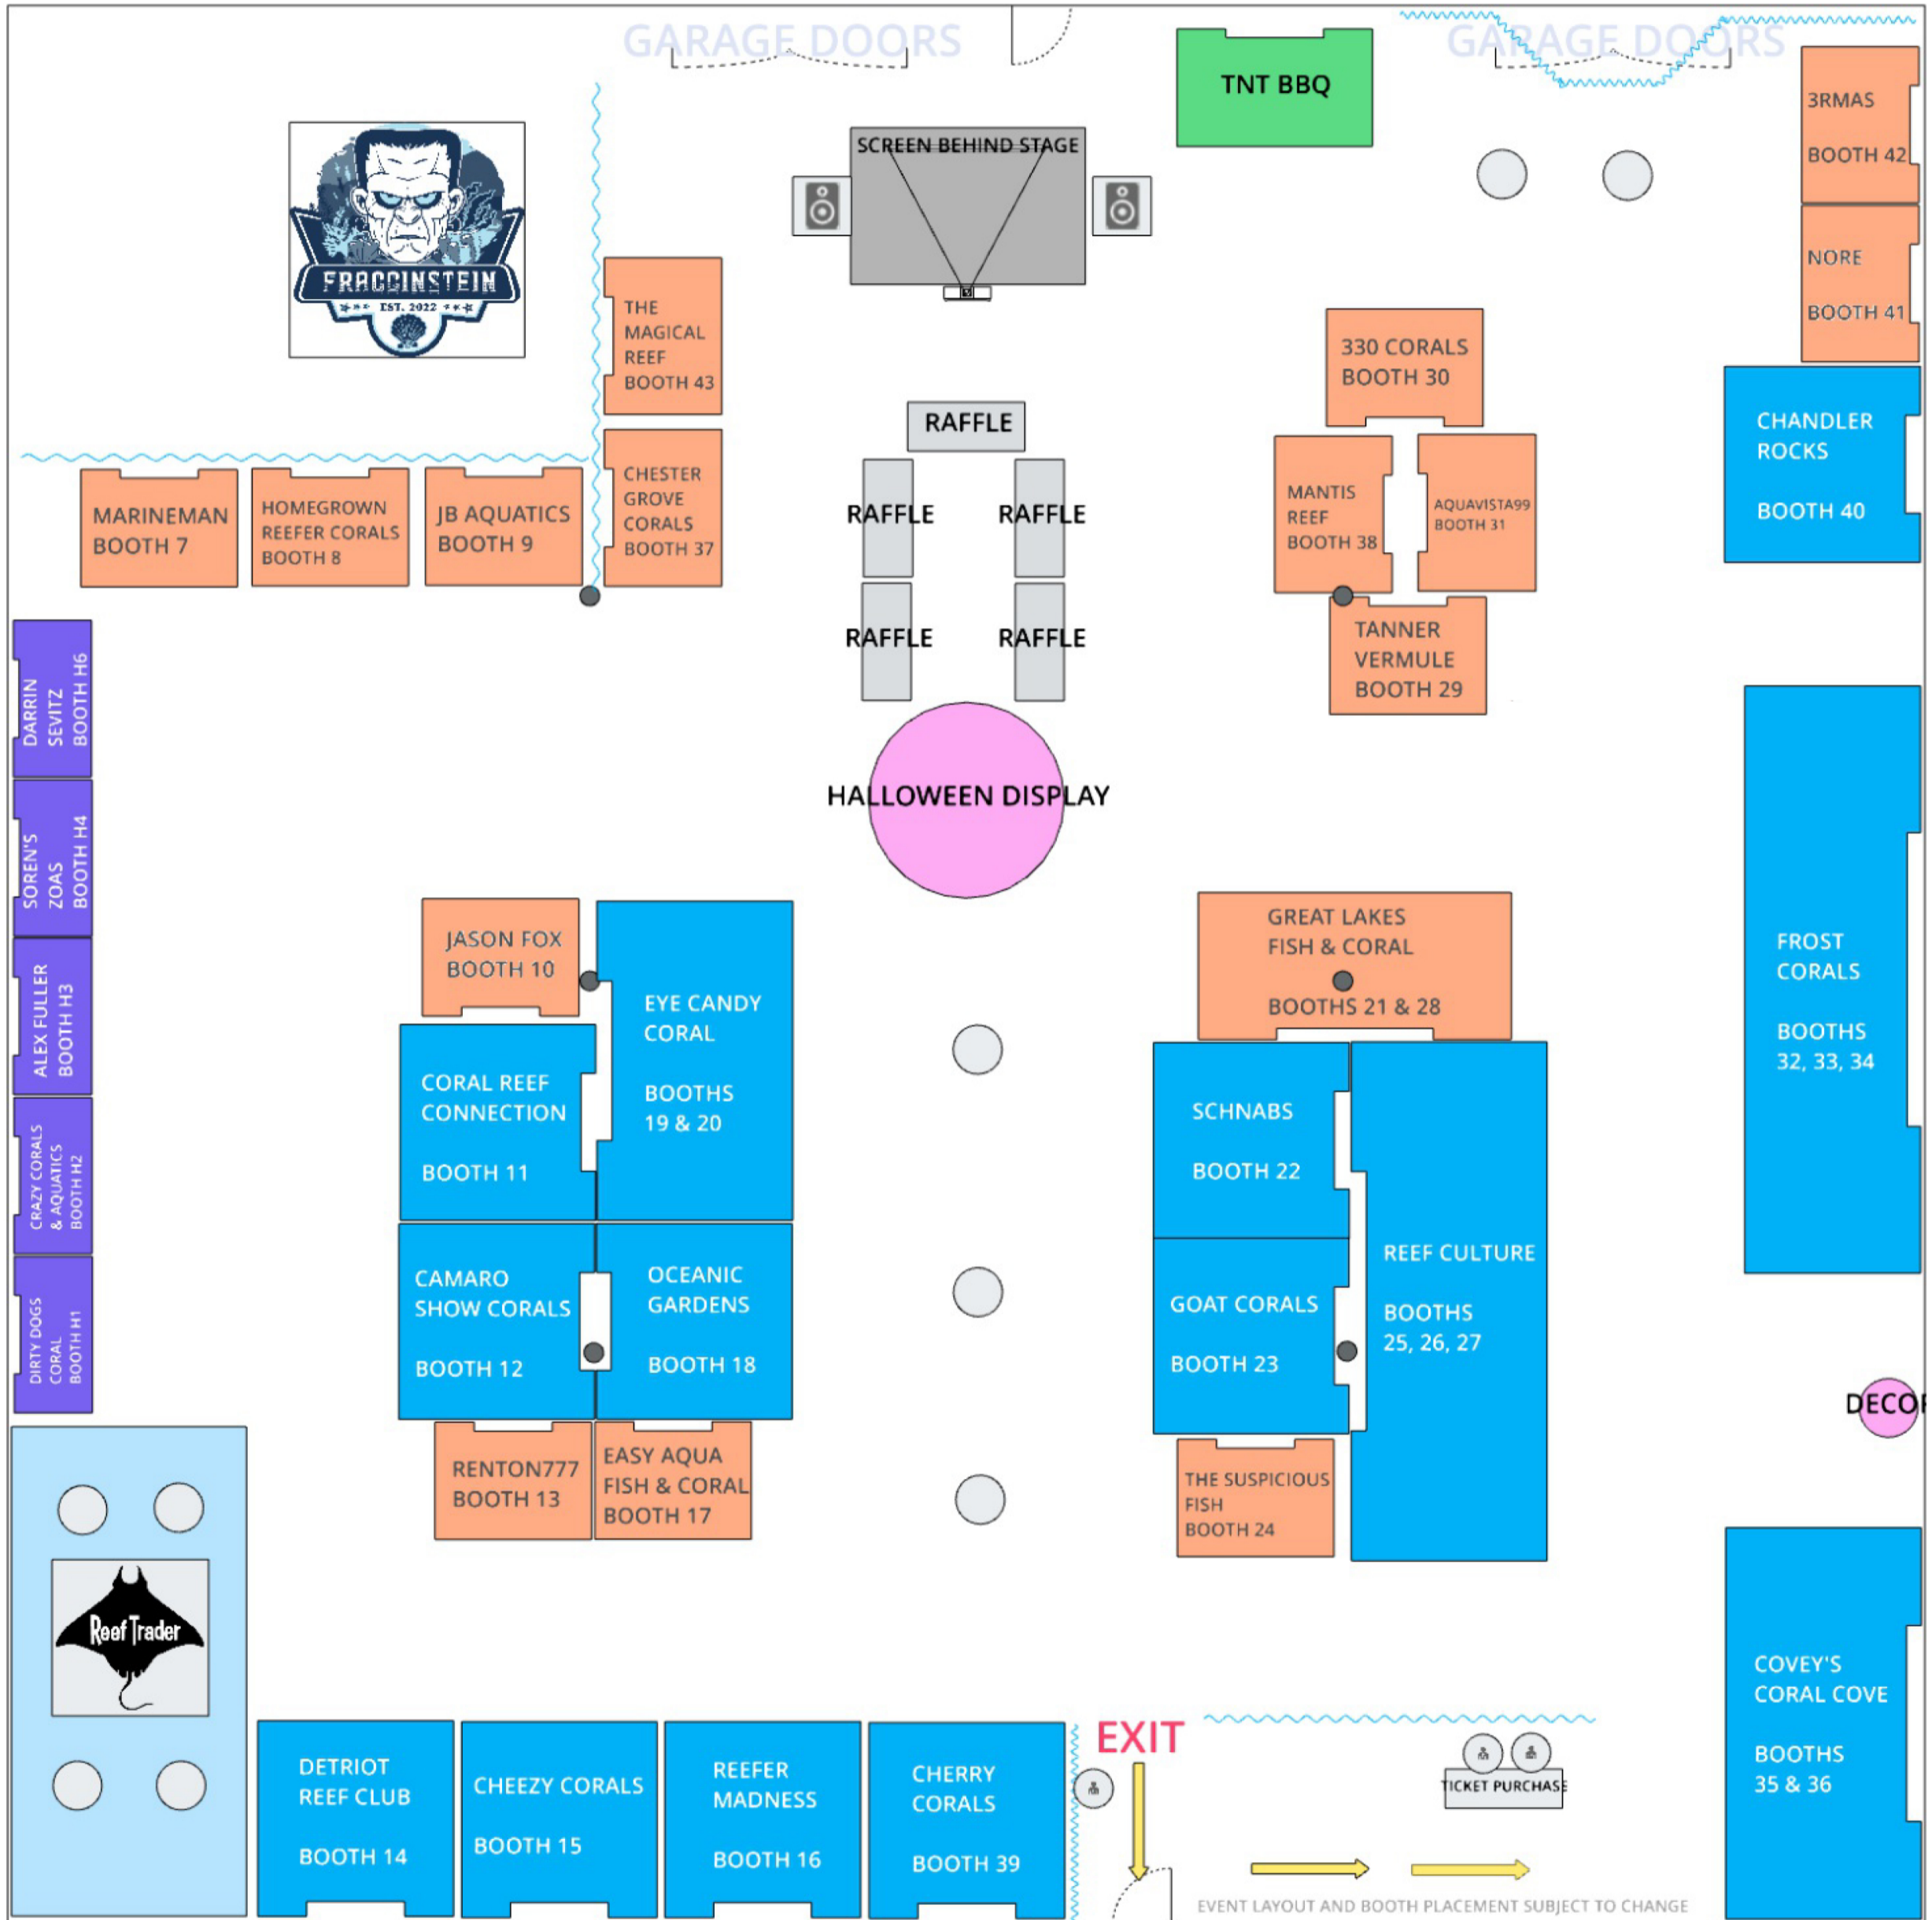 GARAGE DOORS
GARAGE DOORS
TNT BBQ
3RMAS
BOOTH 42
SCREEN BEHIND STAGE
FRAGGINSTEIN
EST. 2022
NORE
BOOTH 41
THE
MAGICAL
REEF
BOOTH 43
330 CORALS
BOOTH 30
RAFFLE
CHANDLER
ROCKS
BOOTH 40
MARINEMAN
BOOTH 7
HOMEGROWN
REEFER CORALS
BOOTH 8
JB AQUATICS
BOOTH 9
CHESTER
GROVE
CORALS
BOOTH 37
RAFFLE
RAFFLE
MANTIS
REEF
BOOTH 38
AQUAVISTA99
BOOTH 31
RAFFLE
RAFFLE
TANNER
VERMULE
BOOTH 29
DARRIN
SEVITZ
BOOTH H6
HALLOWEEN DISPLAY
SOREN'S
ZOAS
BOOTH H4
JASON FOX
BOOTH 10
GREAT LAKES
FISH & CORAL
BOOTHS 21 & 28
FROST
CORALS
BOOTHS
32, 33, 34
ALEX FULLER
BOOTH H3
EYE CANDY
CORAL
BOOTHS
19 & 20
CORAL REEF
CONNECTION
BOOTH 11
SCHNABS
BOOTH 22
CRAZY CORALS
& AQUATICS
BOOTH H2
REEF CULTURE
BOOTHS
25, 26, 27
CAMARO
SHOW CORALS
BOOTH 12
OCEANIC
GARDENS
BOOTH 18
GOAT CORALS
BOOTH 23
DIRTY DOGS
CORAL
BOOTH H1
DECOR
RENTON777
BOOTH 13
EASY AQUA
FISH & CORAL
BOOTH 17
THE SUSPICIOUS
FISH
BOOTH 24
Reef Trader
COVEY'S
CORAL COVE
BOOTHS
35 & 36
DETRIOT
REEF CLUB
BOOTH 14
CHEEZY CORALS
BOOTH 15
REEFER
MADNESS
BOOTH 16
CHERRY
CORALS
BOOTH 39
EXIT
TICKET PURCHASE
EVENT LAYOUT AND BOOTH PLACEMENT SUBJECT TO CHANGE